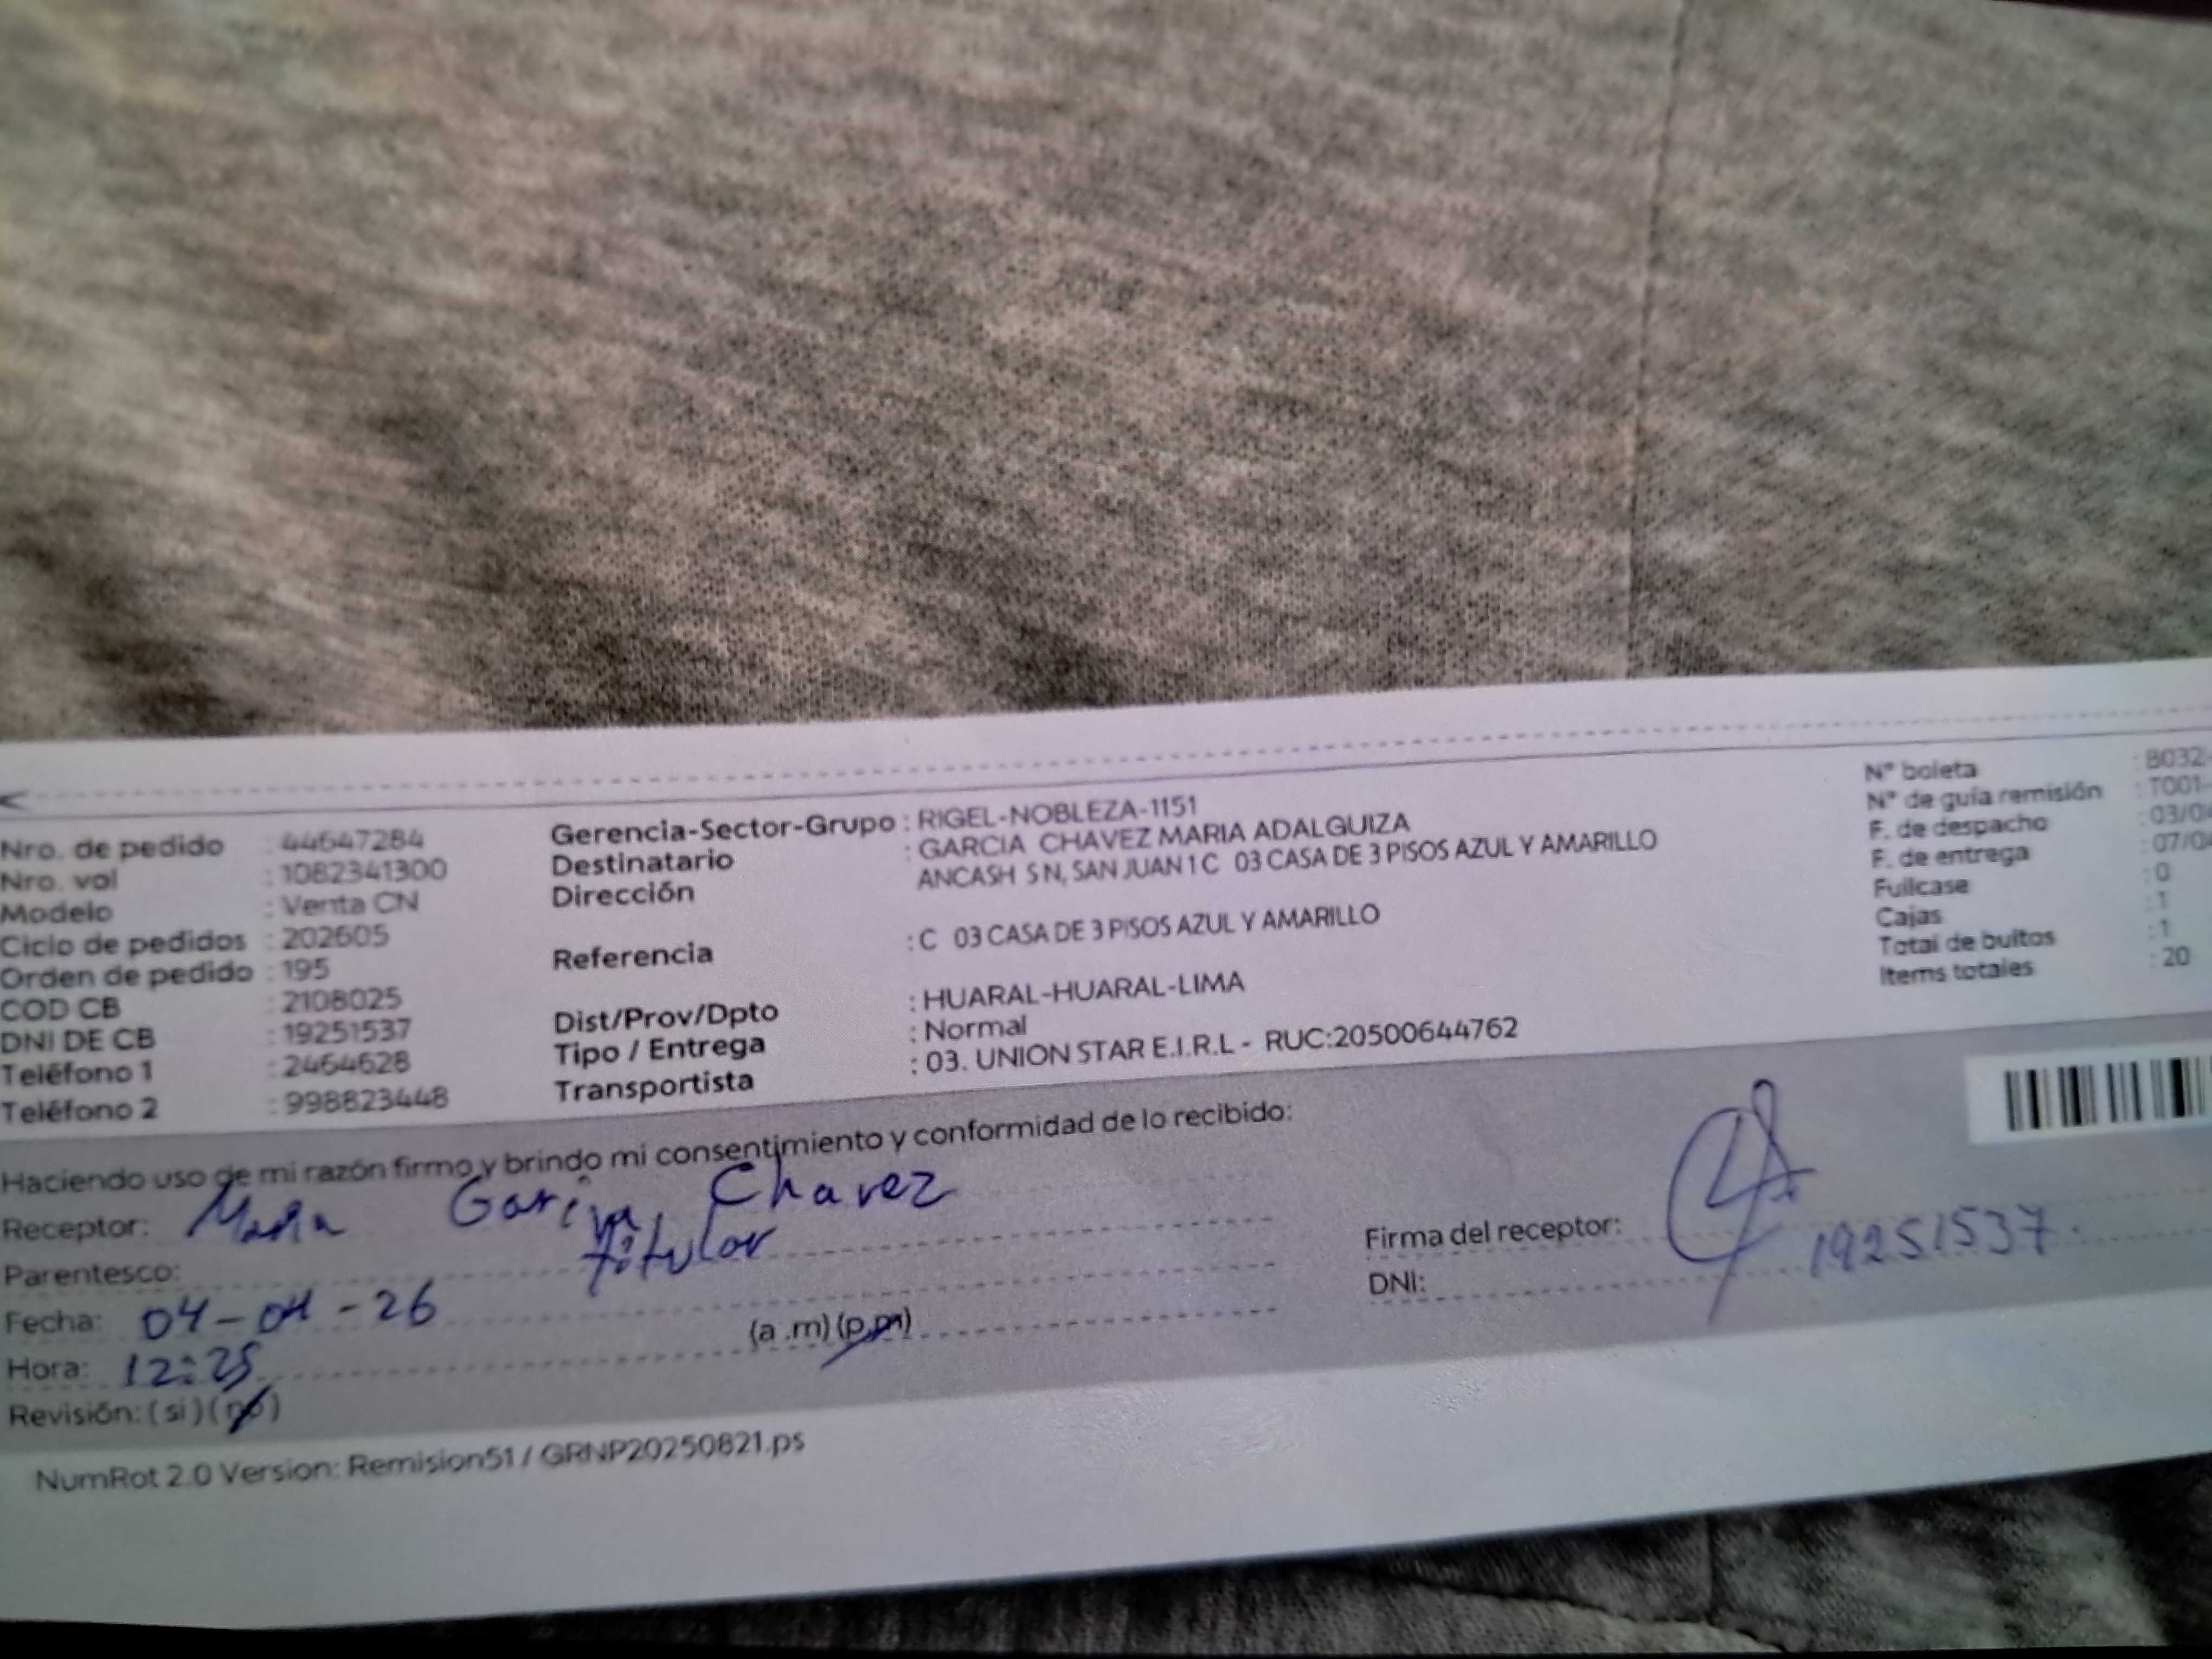 Nro. de pedido : 44647284
Nro. vol : 1082341300
Modelo : Venta CN
Ciclo de pedidos : 202605
Orden de pedido : 195
COD CB : 2108025
DNI DE CB : 19251537
Teléfono 1 : 2464628
Teléfono 2 : 998823448
Gerencia-Sector-Grupo : RIGEL-NOBLEZA-1151
Destinatario : GARCIA CHAVEZ MARIA ADALGUIZA
Dirección ANCASH S N, SAN JUAN 1 C 03 CASA DE 3 PISOS AZUL Y AMARILLO
Referencia : C 03 CASA DE 3 PISOS AZUL Y AMARILLO
Dist/Prov/Dpto : HUARAL-HUARAL-LIMA
Tipo / Entrega : Normal
Transportista : 03. UNION STAR E.I.R.L - RUC:20500644762
N° boleta : B032-
N° de guía remisión : T001-
F. de despacho : 03/0
F. de entrega : 07/0
Fullcase : 0
Cajas : 1
Total de bultos : 1
Items totales : 20
Haciendo uso de mi razón firmo y brindo mi consentimiento y conformidad de lo recibido:
Receptor: Maria Garcia Chavez
Parentesco: titular
Fecha: 04-04-26
Hora: 12:25 (a .m) (p.m)
Revisión: ( si ) ( no )
Firma del receptor:
DNI: 19251537.
NumRot 2.0 Version: Remision51 / GRNP20250821.ps